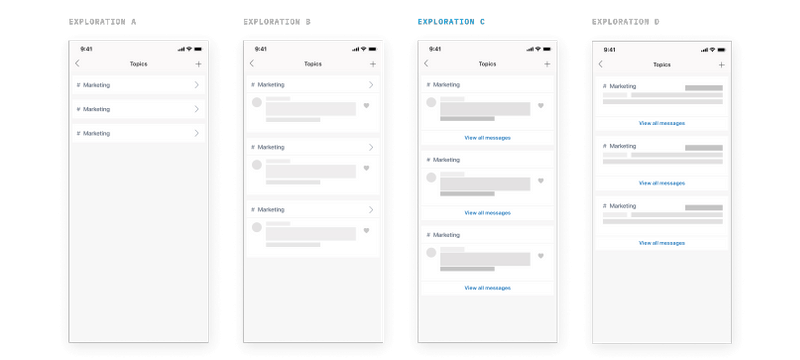 EXPLORATION A
9:41
Topics
# Marketing
# Marketing
# Marketing
EXPLORATION B
9:41
Topics
# Marketing
# Marketing
# Marketing
EXPLORATION C
9:41
Topics
# Marketing
View all messages
# Marketing
View all messages
# Marketing
View all messages
EXPLORATION D
9:41
Topics
# Marketing
View all messages
# Marketing
View all messages
# Marketing
View all messages